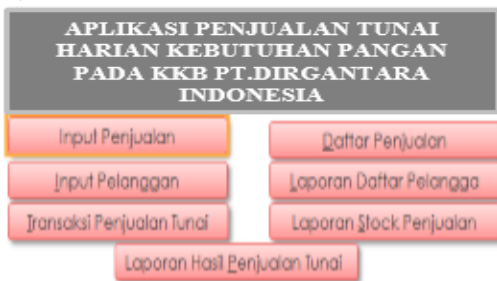 APLIKASI PENJUALAN TUNAI
HARIAN KEBUTUHAN PANGAN
PADA KKB PT.DIRGANTARA
INDONESIA
Input Penjualan
Daftar Penjualan
Input Pelanggan
Laporan Daftar Pelangga
Transaksi Penjualan Tunai
Laporan Stock Penjualan
Laporan Hasil Penjualan Tunai